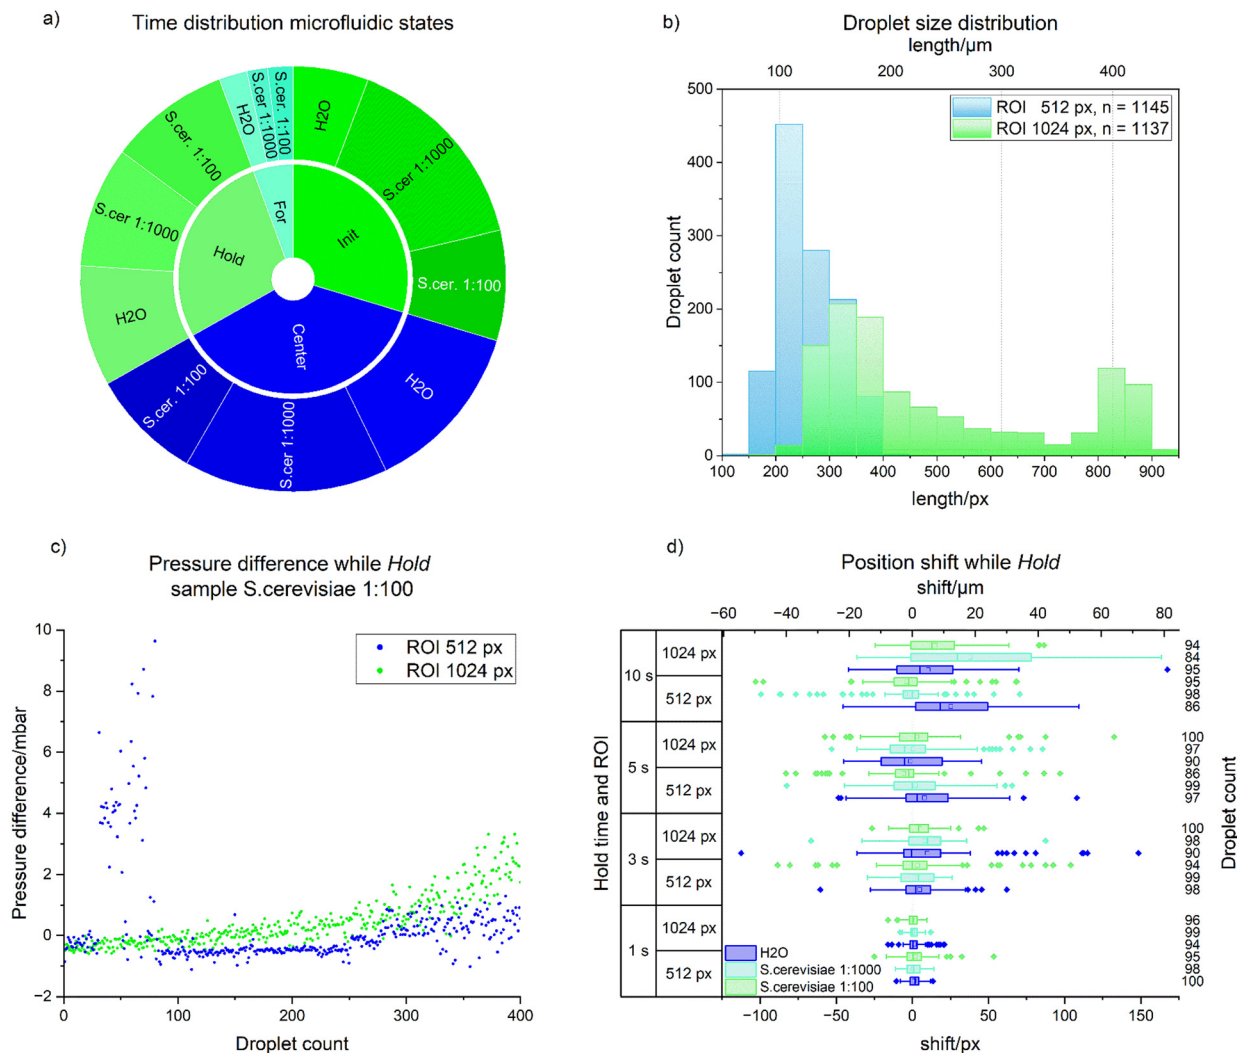 a)
Time distribution microfluidic states
H2O
S.cer 1:1000
S.cer. 1:100
H2O
S.cer 1:1000
S.cer. 1:100
H2O
S.cer 1:1000
S.cer. 1:100
H2O
S.cer 1:1000
S.cer. 1:100
Init
Center
Hold
For
b)
Droplet size distribution
length/µm
100 200 300 400
500
400
300
200
100
0
Droplet count
ROI 512 px, n = 1145
ROI 1024 px, n = 1137
100 200 300 400 500 600 700 800 900
length/px
c)
Pressure difference while Hold
sample S.cerevisiae 1:100
10
8
6
4
2
0
−2
Pressure difference/mbar
ROI 512 px
ROI 1024 px
0 100 200 300 400
Droplet count
d)
Position shift while Hold
shift/µm
−60 −40 −20 0 20 40 60 80
Hold time and ROI
10 s
1024 px
512 px
5 s
1024 px
512 px
3 s
1024 px
512 px
1 s
1024 px
512 px
94
84
95
95
98
86
100
97
90
86
99
97
100
98
90
94
99
98
96
99
94
95
98
100
Droplet count
H2O
S.cerevisiae 1:1000
S.cerevisiae 1:100
−100 −50 0 50 100 150
shift/px